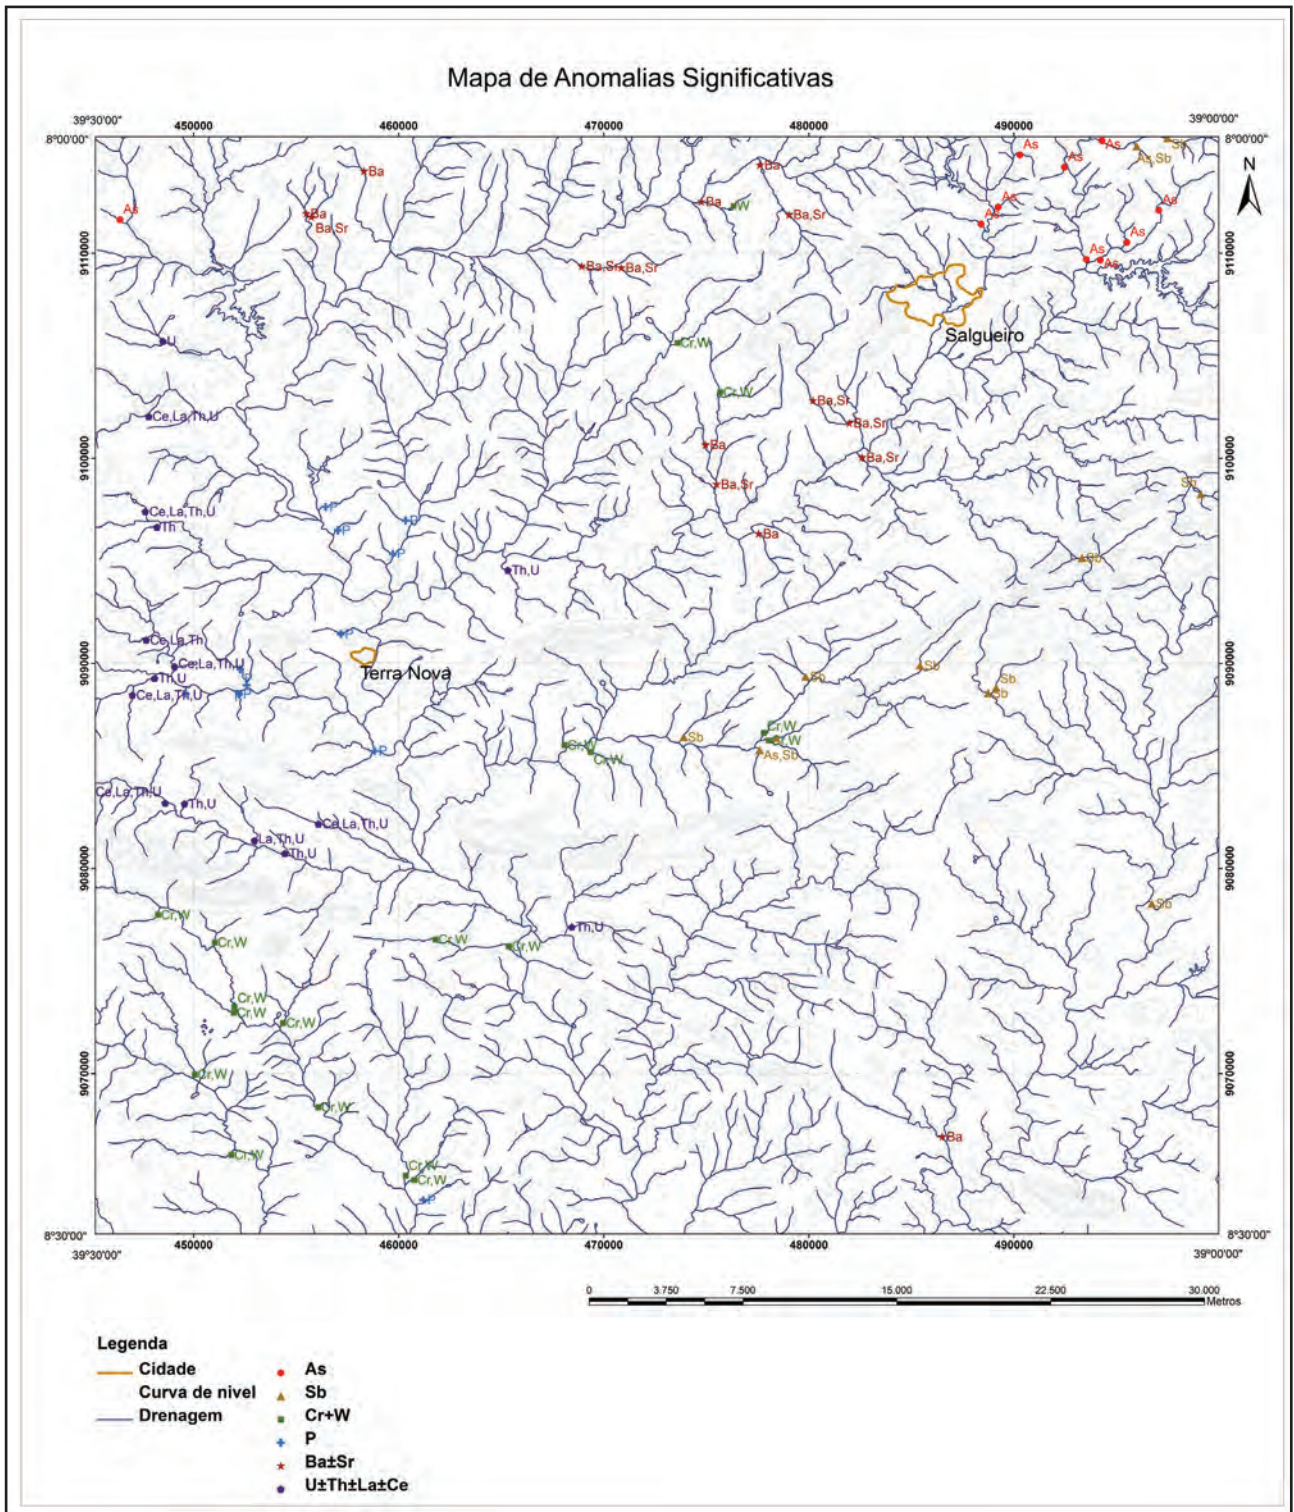 Mapa de Anomalias Significativas
39°30'00"
450000
460000
470000
480000
490000
39°00'00"
8°00'00"
8°00'00"
N
As
As
As
Sb
As,Sb
As
Ba
Ba
Ba
W
Ba,Sr
As
As
As
Ba
Ba,Sr
As
As
9110000
9110000
Ba,Sr
Ba,Sr
Salgueiro
U
Cr,W
Cr,W
Ba,Sr
Ce,La,Th,U
Ba,Sr
Ba
Ba,Sr
9100000
9100000
Ba,Sr
Sb
P
Ce,La,Th,U
P
Th
P
Ba
P
Sb
Th,U
P
Ce,La,Th
Ce,La,Th,U
9090000
9090000
Terra Nova
Sb
Th,U
P
Sb
Sb
Ce,La,Th,U
P
Sb
Cr,W
Sb
Cr,W
Cr,W
P
Cr,W
As,Sb
Ce,La,Th,U
Th,U
Ce,La,Th,U
La,Th,U
Th,U
9080000
9080000
Sb
Cr,W
Th,U
Cr,W
Cr,W
Cr,W
Cr,W
Cr,W
Cr,W
9070000
9070000
Cr,W
Cr,W
Ba
Cr,W
Cr,W
Cr,W
P
8°30'00"
8°30'00"
39°30'00"
450000
460000
470000
480000
490000
39°00'00"
0
3.750
7.500
15.000
22.500
30.000
Metros
Legenda
Cidade
Curva de nivel
Drenagem
As
Sb
Cr+W
P
Ba±Sr
U±Th±La±Ce